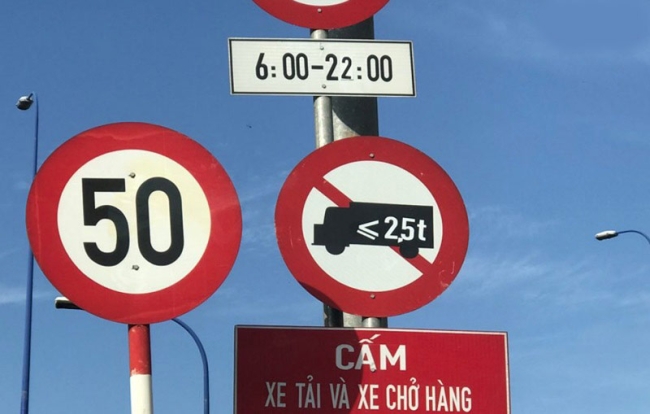 6:00-22:00
50
≤ 2,5t
CẤM
XE TẢI VÀ XE CHỞ HÀNG